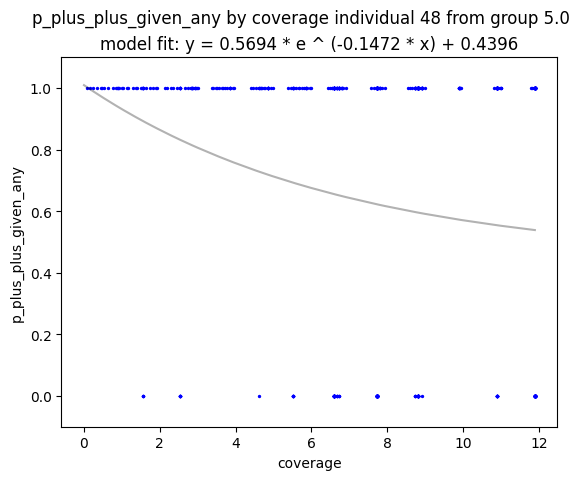 p_plus_plus_given_any by coverage individual 48 from group 5.0
model fit: y = 0.5694 * e ^ (-0.1472 * x) + 0.4396
p_plus_plus_given_any
1.0
0.8
0.6
0.4
0.2
0.0
0 2 4 6 8 10 12
coverage